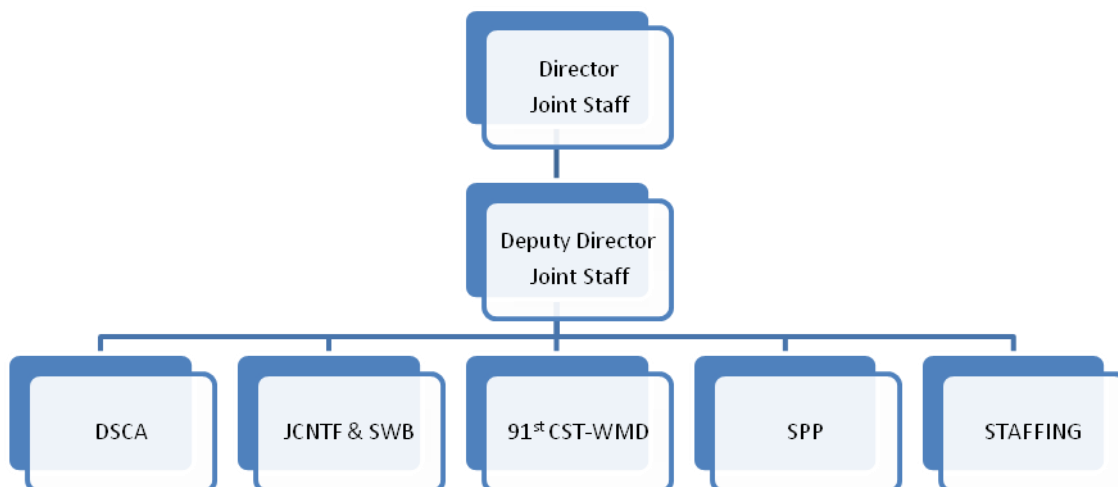 Director
Joint Staff
Deputy Director
Joint Staff
DSCA
JCNTF & SWB
91st CST-WMD
SPP
STAFFING